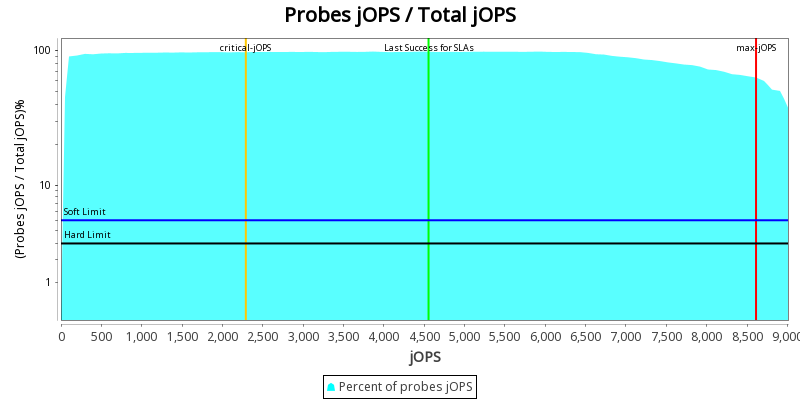 Probes jOPS / Total jOPS
(Probes jOPS / Total jOPS)%
100
10
1
critical-jOPS
Last Success for SLAs
max-jOPS
Soft Limit
Hard Limit
0 500 1,000 1,500 2,000 2,500 3,000 3,500 4,000 4,500 5,000 5,500 6,000 6,500 7,000 7,500 8,000 8,500 9,000
jOPS
Percent of probes jOPS